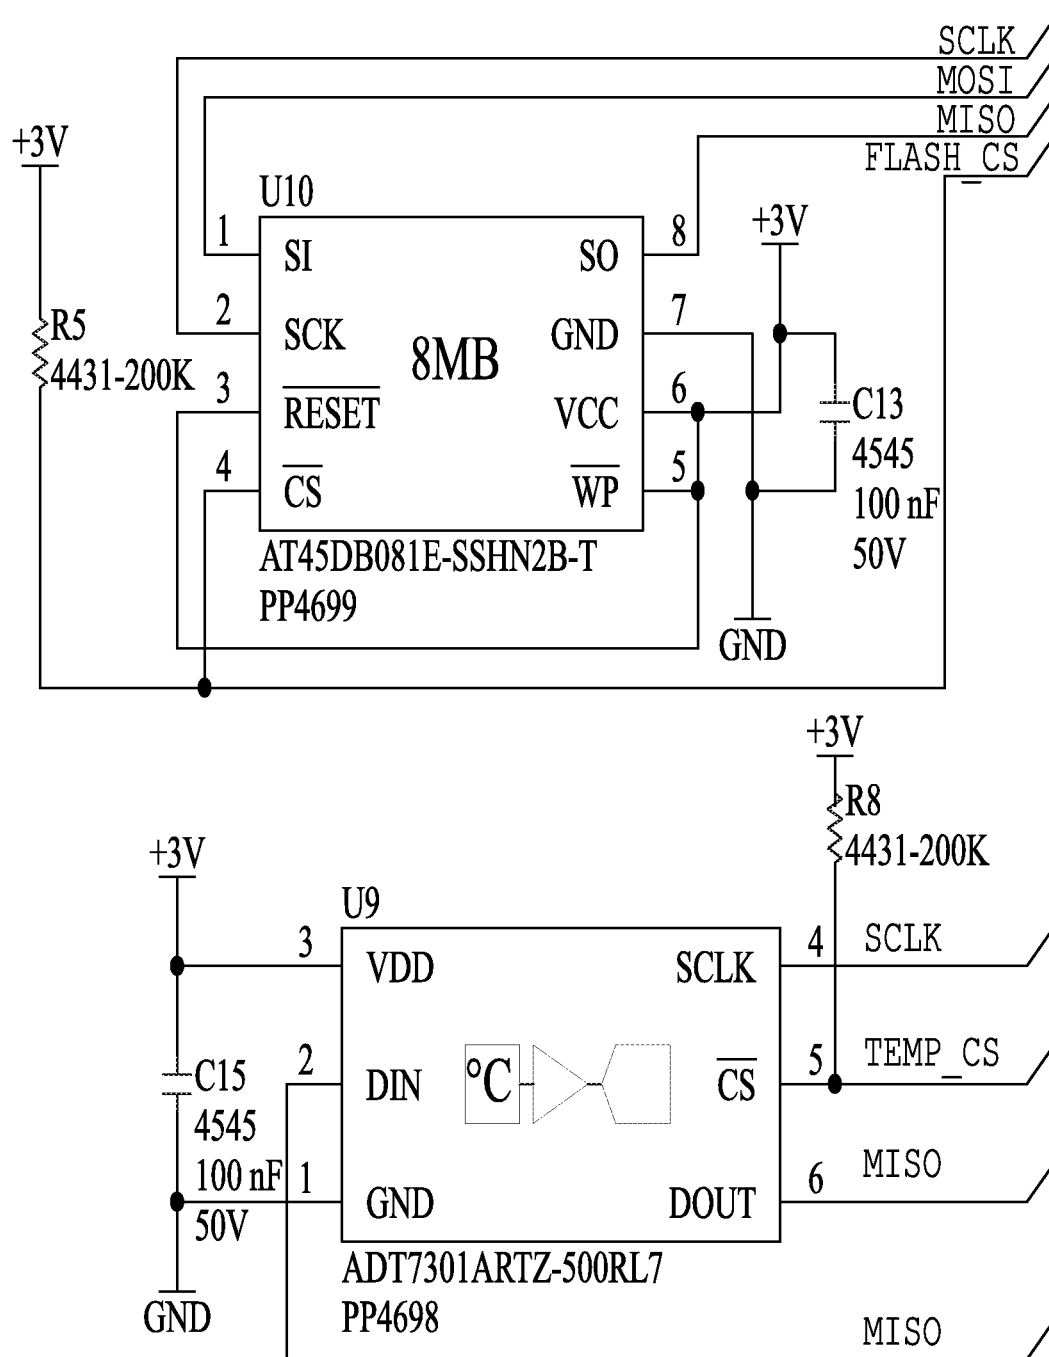 SCLK
MOSI
MISO
FLASH_CS
+3V
U10
+3V
1
SI
SO
8
2
SCK
GND
7
R5
4431-200K
8MB
3
RESET
VCC
6
C13
4545
100 nF
50V
4
CS
WP
5
AT45DB081E-SSHN2B-T
PP4699
GND
+3V
R8
4431-200K
+3V
U9
3
VDD
SCLK
4
SCLK
2
DIN
°C
CS
5
TEMP_CS
C15
4545
100 nF
50V
1
GND
DOUT
6
MISO
ADT7301ARTZ-500RL7
PP4698
GND
MISO